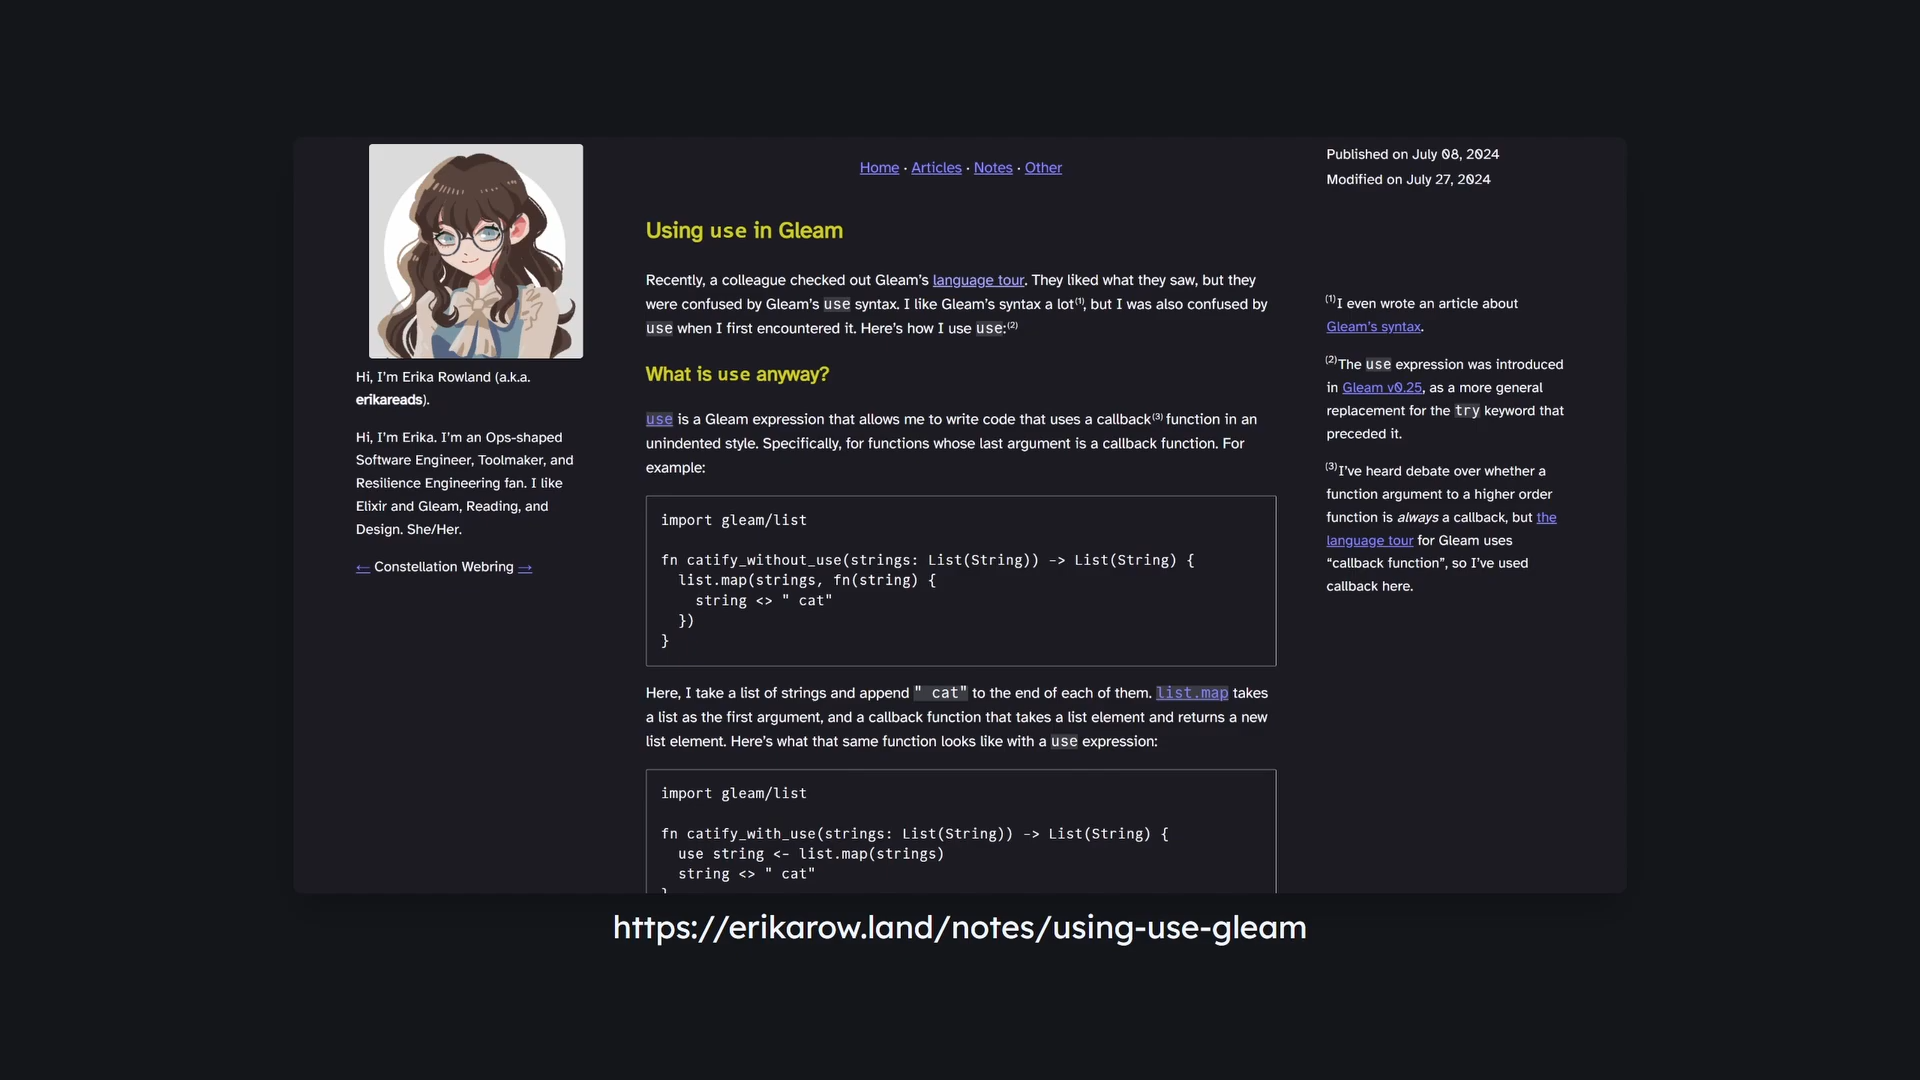 Home · Articles · Notes · Other
Published on July 08, 2024
Modified on July 27, 2024
Hi, I'm Erika Rowland (a.k.a.
erikareads).
Hi, I'm Erika. I'm an Ops-shaped
Software Engineer, Toolmaker, and
Resilience Engineering fan. I like
Elixir and Gleam, Reading, and
Design. She/Her.
← Constellation Webring →
Using use in Gleam
Recently, a colleague checked out Gleam's language tour. They liked what they saw, but they
were confused by Gleam's use syntax. I like Gleam's syntax a lot(1), but I was also confused by
use when I first encountered it. Here's how I use use:(2)
What is use anyway?
use is a Gleam expression that allows me to write code that uses a callback(3) function in an
unindented style. Specifically, for functions whose last argument is a callback function. For
example:
import gleam/list
fn catify_without_use(strings: List(String)) -> List(String) {
  list.map(strings, fn(string) {
    string <> " cat"
  })
}
Here, I take a list of strings and append " cat" to the end of each of them. list.map takes
a list as the first argument, and a callback function that takes a list element and returns a new
list element. Here's what that same function looks like with a use expression:
import gleam/list
fn catify_with_use(strings: List(String)) -> List(String) {
  use string <- list.map(strings)
  string <> " cat"
}
(1)I even wrote an article about
Gleam's syntax.
(2)The use expression was introduced
in Gleam v0.25, as a more general
replacement for the try keyword that
preceded it.
(3)I've heard debate over whether a
function argument to a higher order
function is always a callback, but the
language tour for Gleam uses
"callback function", so I've used
callback here.
https://erikarow.land/notes/using-use-gleam